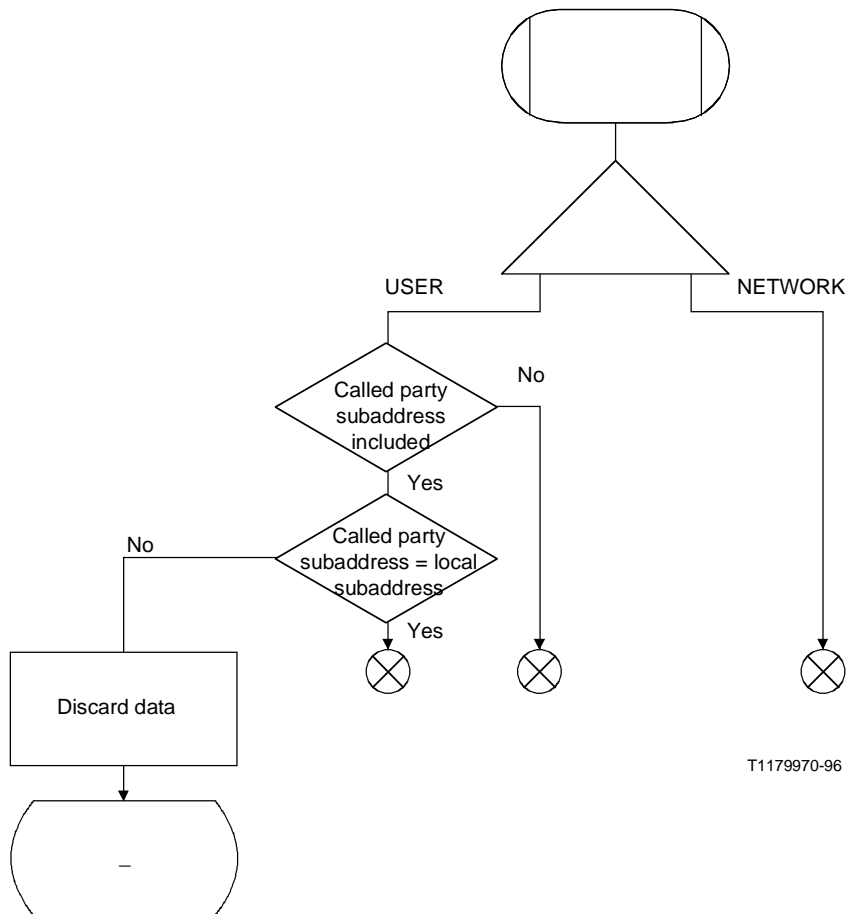 USER
NETWORK
Called party
subaddress
included
No
Yes
Called party
subaddress = local
subaddress
No
Yes
Discard data
T1179970-96
–